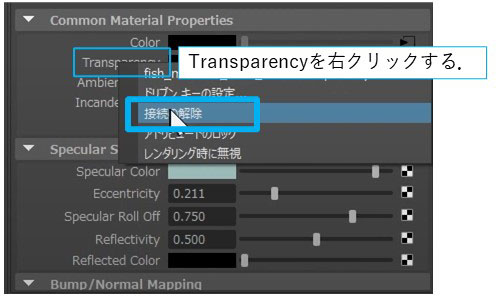 Common Material Properties
Color
Transparency Transparencyを右クリックする.
Ambien
ドリブン キーの設定...
Incande
接続の解除
アトリビュートのロック
レンダリング時に無視
Specular S
Specular Color
Eccentricity 0.211
Specular Roll Off 0.750
Reflectivity 0.500
Reflected Color
Bump/Normal Mapping